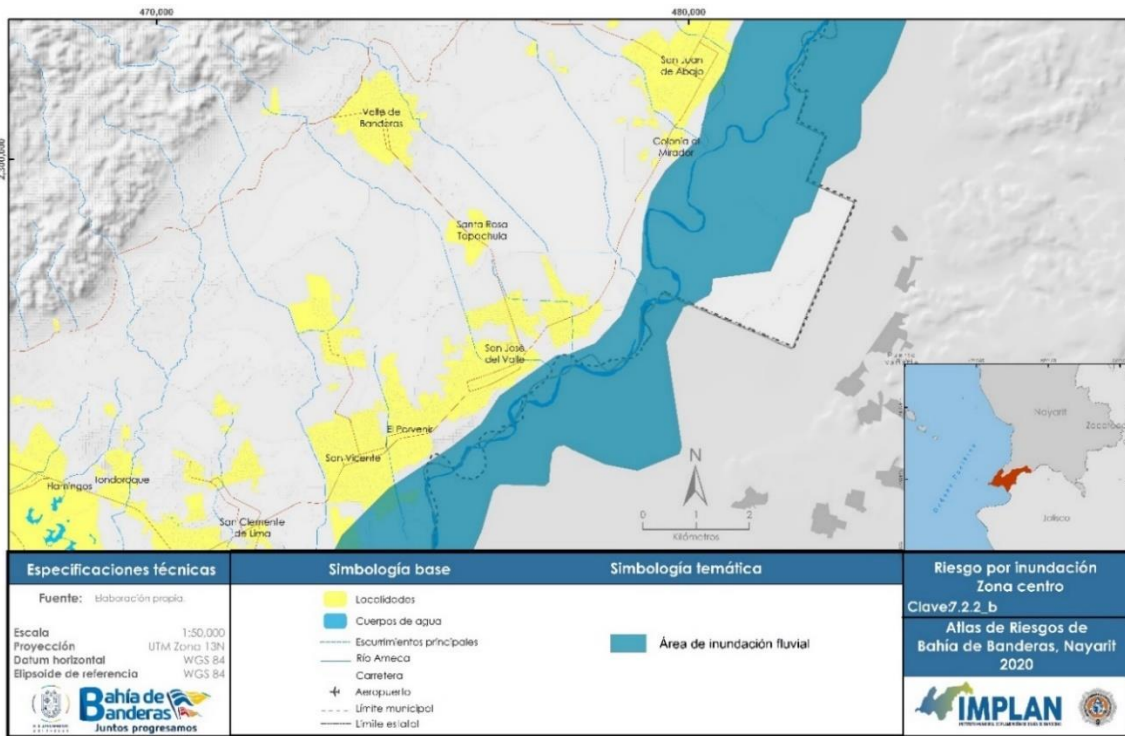 470,000
480,000
San Juan
de Abajo
Valle de
Banderas
Colonia el
Mirador
Santa Rosa
Tapachula
San José
del Valle
El Porvenir
San Vicente
Flamingos
San Clemente
de Lima
N
0 1 2
Kilómetros
Nayarit
Jalisco
Especificaciones técnicas
Fuente: Elaboración propia.
Escala 1:50,000
Proyección UTM Zona 13N
Datum horizontal WGS 84
Elipsoide de referencia WGS 84
Bahía de
Banderas
Juntos progresamos
Simbología base
Localidades
Cuerpos de agua
Escurrimientos principales
Río Ameca
Carretera
Aeropuerto
Límite municipal
Límite estatal
Simbología temática
Área de inundación fluvial
Riesgo por inundación
Zona centro
Clave7.2.2_b
Atlas de Riesgos de
Bahía de Banderas, Nayarit
2020
IMPLAN